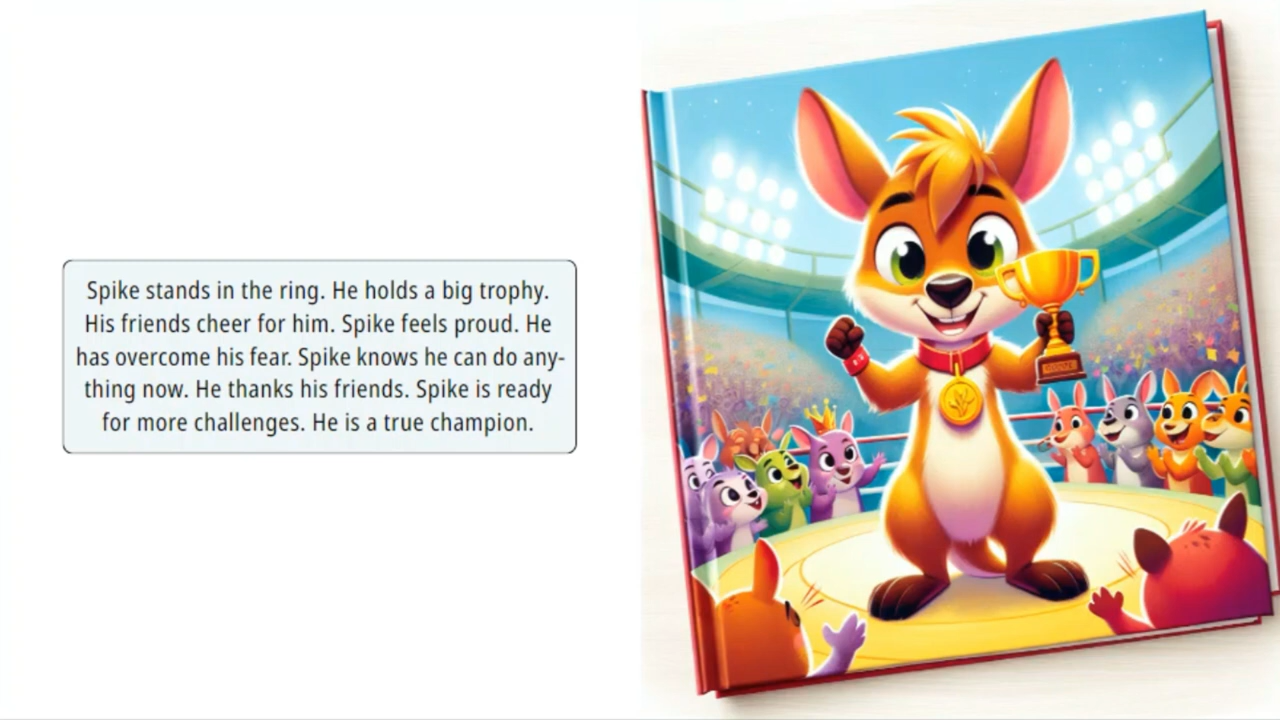 Spike stands in the ring. He holds a big trophy.
His friends cheer for him. Spike feels proud. He
has overcome his fear. Spike knows he can do any-
thing now. He thanks his friends. Spike is ready
for more challenges. He is a true champion.